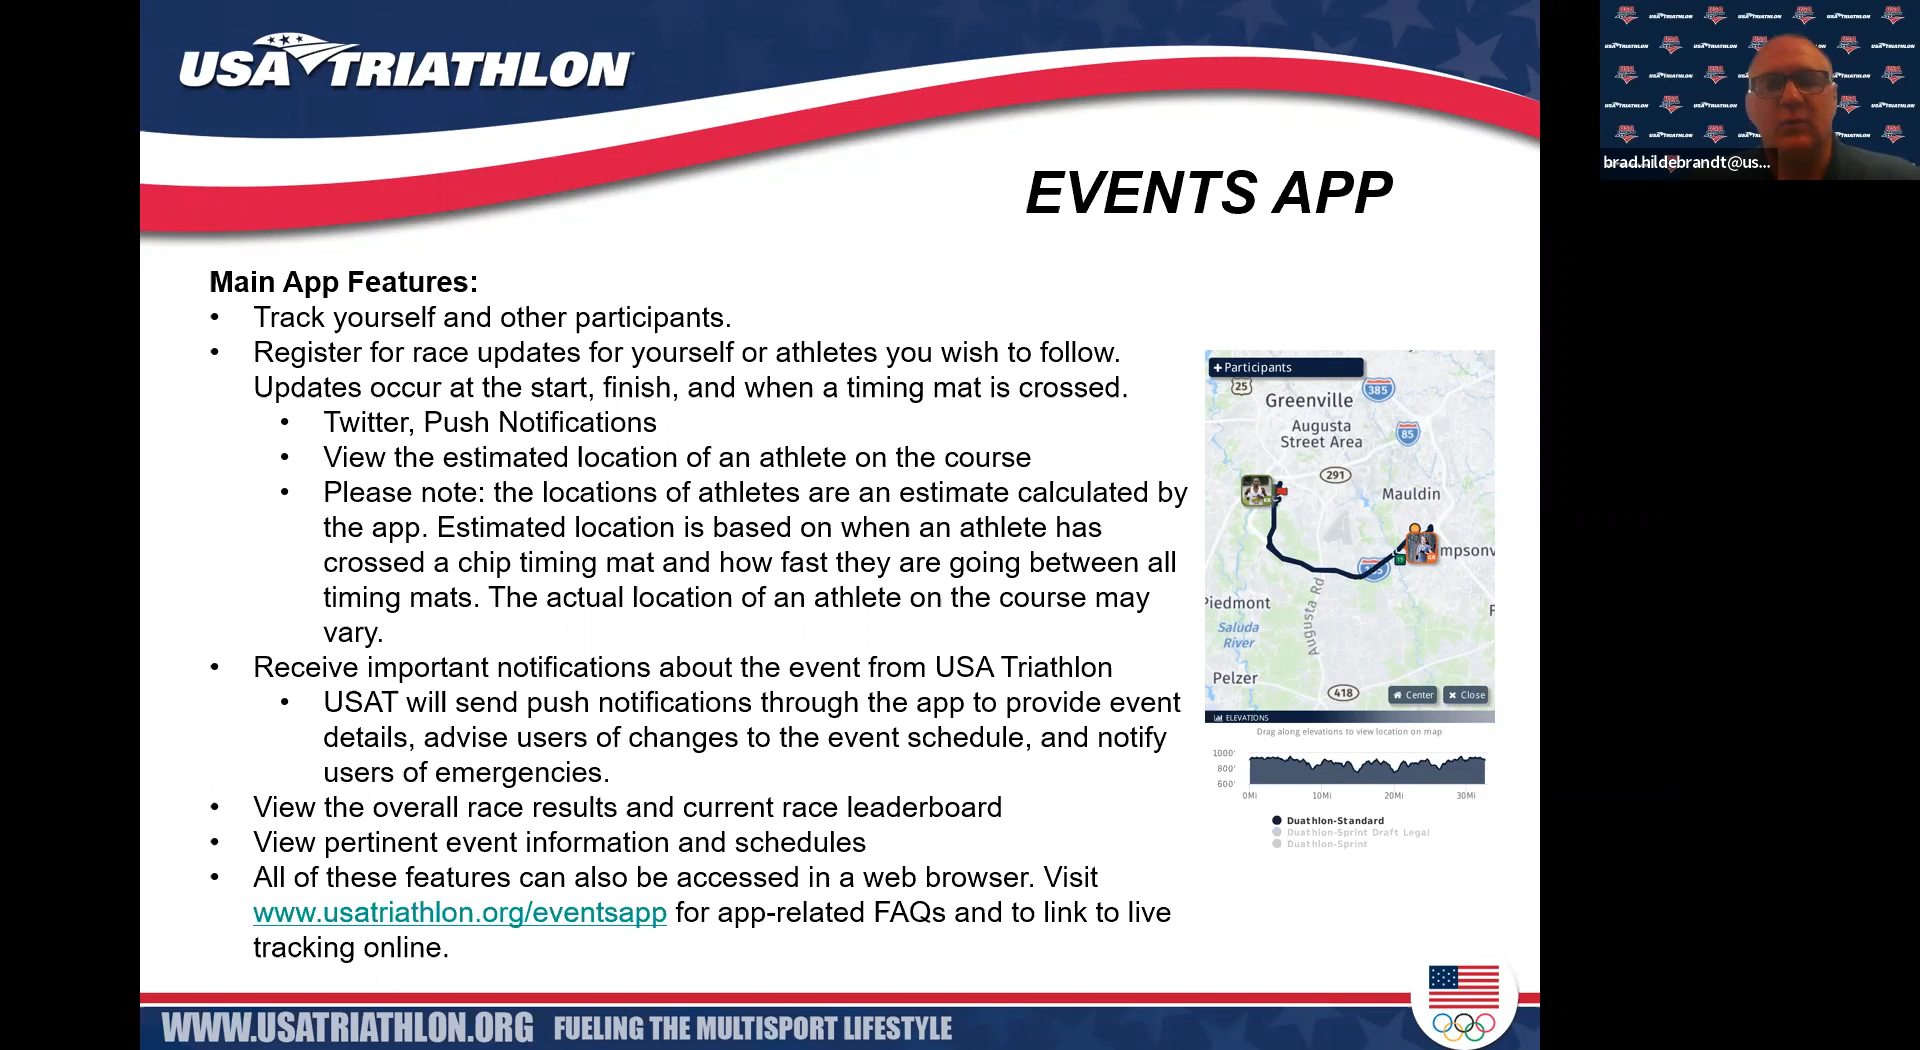 USA TRIATHLON
EVENTS APP
brad.hildebrandt@us...
Main App Features:
• Track yourself and other participants.
• Register for race updates for yourself or athletes you wish to follow.
Updates occur at the start, finish, and when a timing mat is crossed.
• Twitter, Push Notifications
• View the estimated location of an athlete on the course
• Please note: the locations of athletes are an estimate calculated by
the app. Estimated location is based on when an athlete has
crossed a chip timing mat and how fast they are going between all
timing mats. The actual location of an athlete on the course may
vary.
• Receive important notifications about the event from USA Triathlon
• USAT will send push notifications through the app to provide event
details, advise users of changes to the event schedule, and notify
users of emergencies.
• View the overall race results and current race leaderboard
• View pertinent event information and schedules
• All of these features can also be accessed in a web browser. Visit
www.usatriathlon.org/eventsapp for app-related FAQs and to link to live
tracking online.
+ Participants
25
385
Greenville
Augusta
Street Area
85
291
Mauldin
mpsonv
Piedmont
Augusta Rd
Saluda
River
Pelzer
418
Center
Close
ELEVATIONS
Drag along elevations to view location on map
1000'
800'
600'
0Mi 10Mi 20Mi 30Mi
Duathlon-Standard
Duathlon-Sprint Draft Legal
Duathlon-Sprint
WWW.USATRIATHLON.ORG FUELING THE MULTISPORT LIFESTYLE